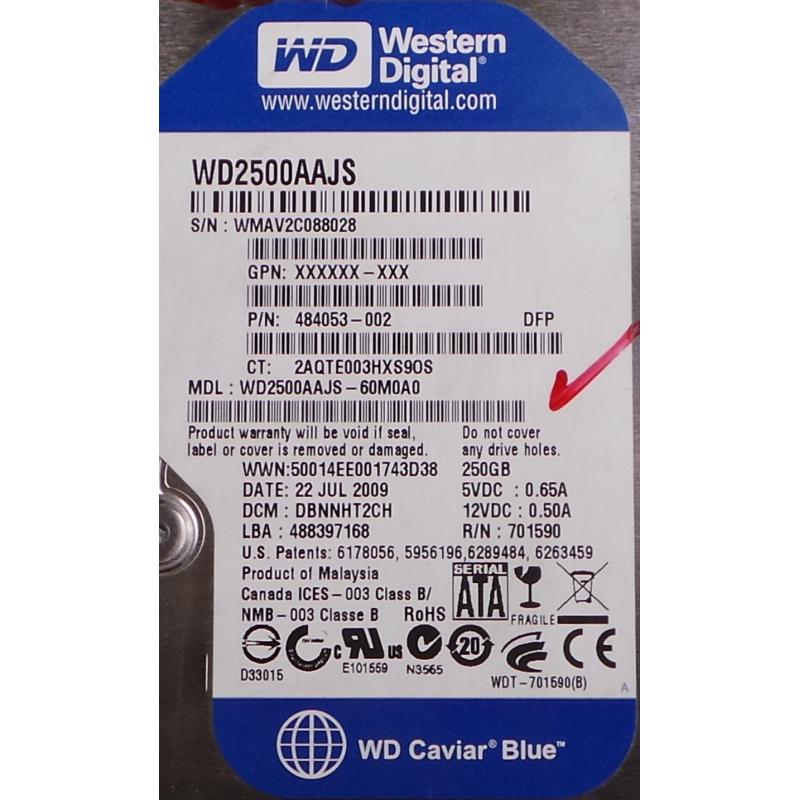 WD Western Digital®
www.westerndigital.com
WD2500AAJS
S/N : WMAV2C088028
GPN: XXXXXX-XXX
P/N: 484053-002 DFP
CT: 2AQTE003HXS90S
MDL : WD2500AAJS-60M0A0
Product warranty will be void if seal, Do not cover
label or cover is removed or damaged. any drive holes.
WWN:50014EE001743D38 250GB
DATE: 22 JUL 2009 5VDC : 0.65A
DCM : DBNNHT2CH 12VDC : 0.50A
LBA : 488397168 R/N : 701590
U.S. Patents: 6178056, 5956196,6289484, 6263459
Product of Malaysia
Canada ICES-003 Class B/
NMB-003 Classe B RoHS
SERIAL
ATA
FRAGILE
c RU us 20 CE
D33015 E101559 N3565 WDT-701590(B) A
WD Caviar® Blue™